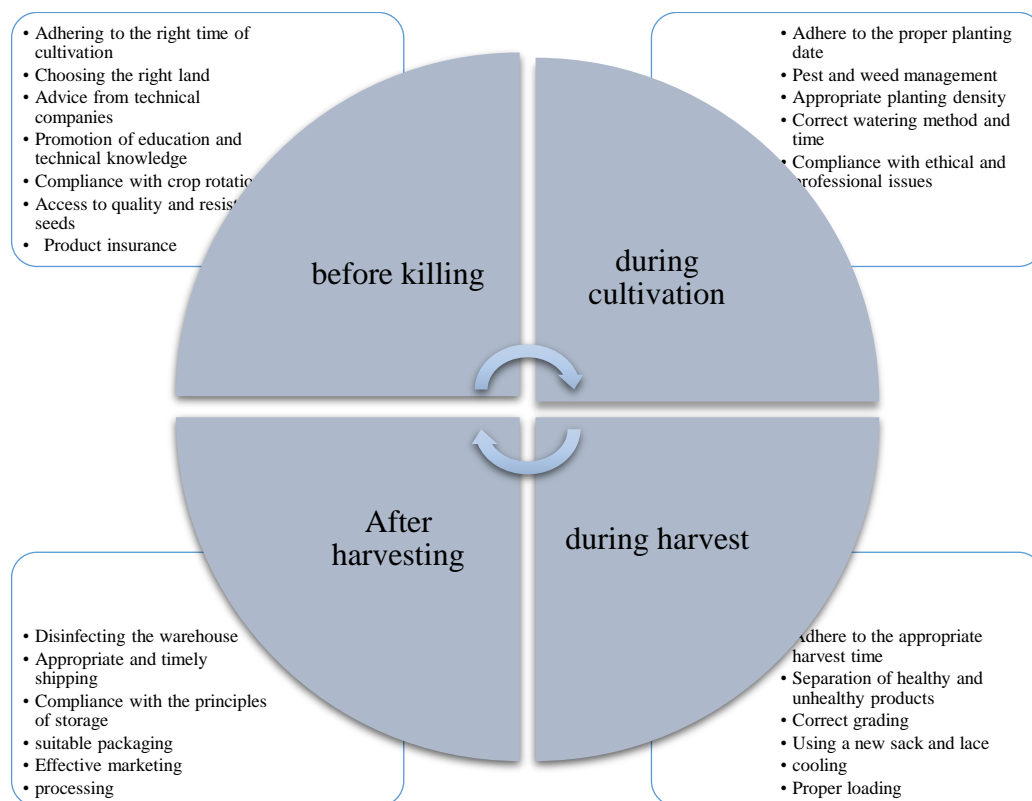 • Adhering to the right time of
cultivation
• Choosing the right land
• Advice from technical
companies
• Promotion of education and
technical knowledge
• Compliance with crop rotatio
• Access to quality and resist
seeds
• Product insurance
• Adhere to the proper planting
date
• Pest and weed management
• Appropriate planting density
• Correct watering method and
time
• Compliance with ethical and
professional issues
before killing
during
cultivation
After
harvesting
during harvest
• Disinfecting the warehouse
• Appropriate and timely
shipping
• Compliance with the principles
of storage
• suitable packaging
• Effective marketing
• processing
Adhere to the appropriate
harvest time
• Separation of healthy and
unhealthy products
• Correct grading
• Using a new sack and lace
• cooling
• Proper loading